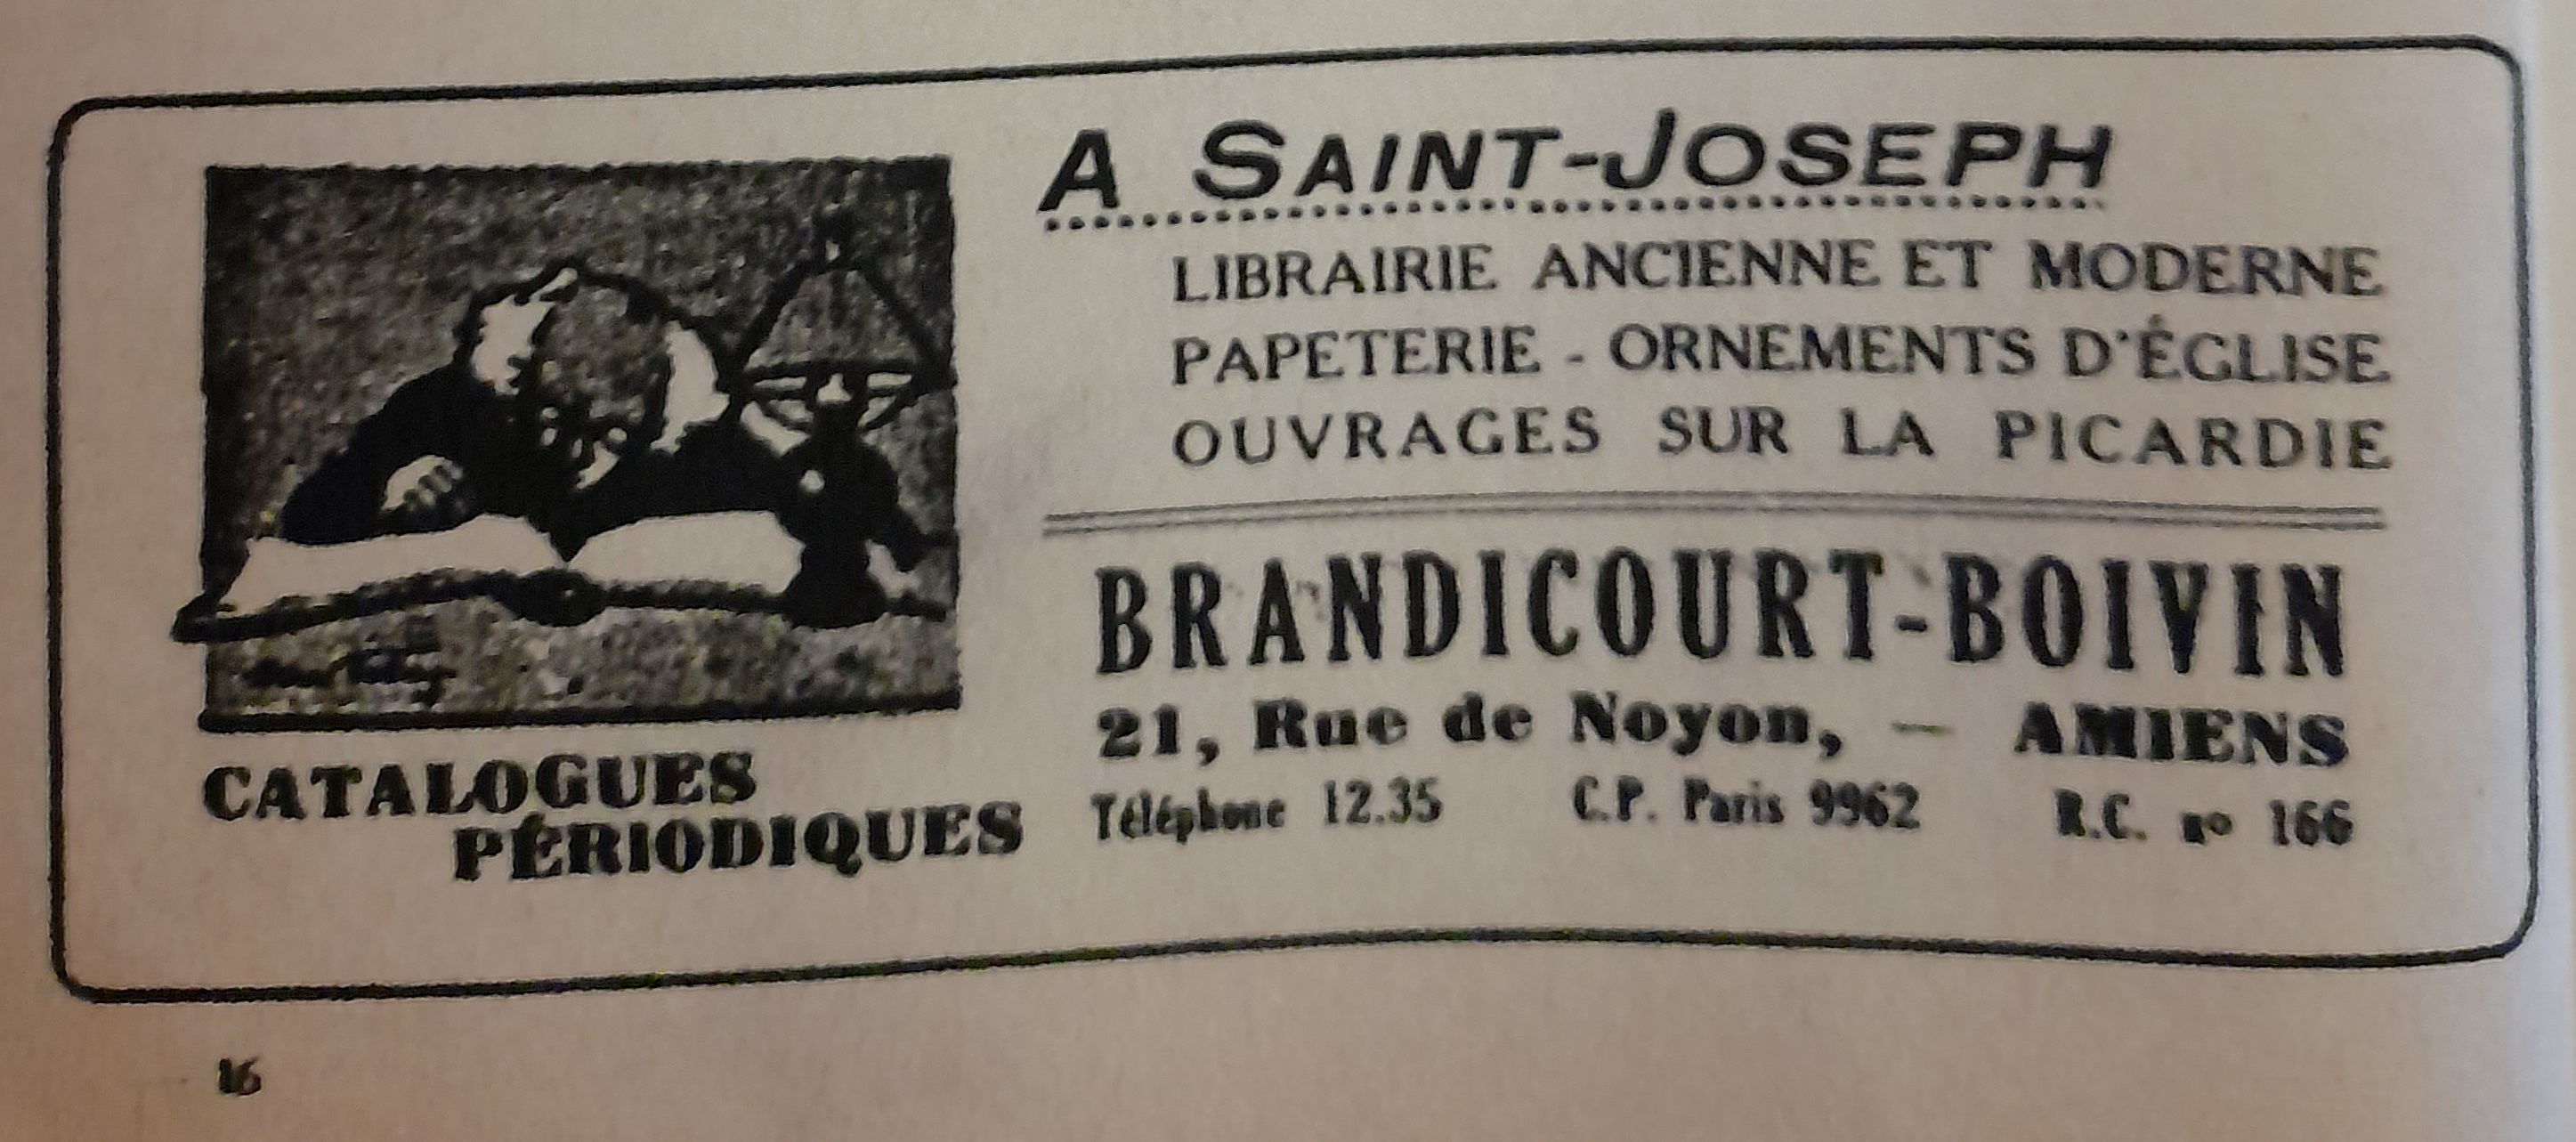 A SAINT-JOSEPH
LIBRAIRIE ANCIENNE ET MODERNE
PAPETERIE - ORNEMENTS D'ÉGLISE
OUVRAGES SUR LA PICARDIE
BRANDICOURT-BOIVIN
21, Rue de Noyon, — AMIENS
Téléphone 12.35 C.P. Paris 9962 R.C. nº 166
CATALOGUES
PÉRIODIQUES
16